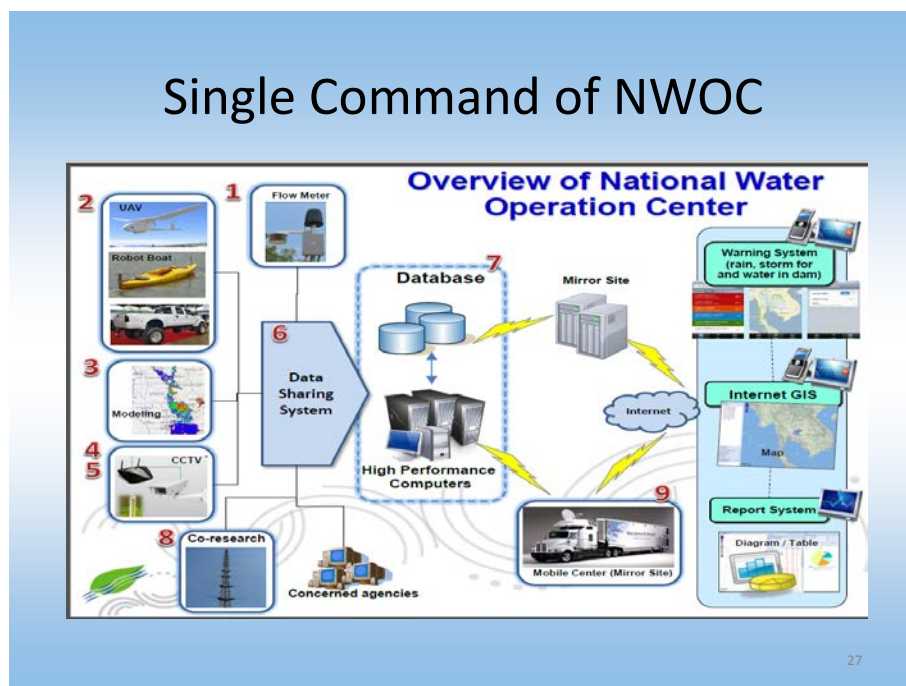 Single Command of NWOC
Overview of National Water
Operation Center
1
Flow Meter
2
UAV
Robot Boat
3
Modeling
4
5
CCTV
6
Data
Sharing
System
7
Database
High Performance
Computers
8
Co-research
Concerned agencies
Mirror Site
Internet
9
Mobile Center (Mirror Site)
Warning System
(rain, storm for
and water in dam)
Internet GIS
Map
Report System
Diagram / Table
27